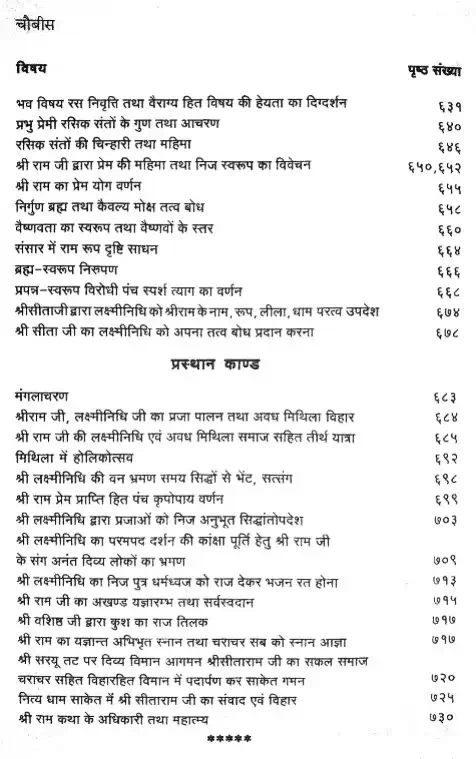 चौबीस
विषय पृष्ठ संख्या
भव विषय रस निवृत्ति तथा वैराग्य हित विषय की हेयता का दिग्दर्शन ६३१
प्रभु प्रेमी रसिक संतों के गुण तथा आचरण ६४०
रसिक संतों की चिन्हारी तथा महिमा ६४६
श्री राम जी द्वारा प्रेम की महिमा तथा निज स्वरूप का विवेचन ६५०,६५२
श्री राम का प्रेम योग वर्णन ६५५
निर्गुण ब्रह्म तथा कैवल्य मोक्ष तत्व बोध ६५८
वैष्णवता का स्वरूप तथा वैष्णवों के स्तर ६६०
संसार में राम रूप दृष्टि साधन ६६४
ब्रह्म-स्वरूप निरुपण ६६६
प्रपन्न-स्वरूप विरोधी पंच स्पर्श त्याग का वर्णन ६६८
श्रीसीताजी द्वारा लक्ष्मीनिधि को श्रीराम के नाम, रूप, लीला, धाम परत्व उपदेश ६७४
श्री सीता जी का लक्ष्मीनिधि को अपना तत्व बोध प्रदान करना ६७८
प्रस्थान काण्ड
मंगलाचरण ६८३
श्रीराम जी, लक्ष्मीनिधि जी का प्रजा पालन तथा अवध मिथिला विहार ६८४
श्री राम जी की लक्ष्मीनिधि एवं अवध मिथिला समाज सहित तीर्थ यात्रा ६८५
मिथिला में होलिकोत्सव ६९२
श्री लक्ष्मीनिधि की वन भ्रमण समय सिद्धों से भेंट, सत्संग ६९८
श्री राम प्रेम प्राप्ति हित पंच कृपोपाय वर्णन ६९९
श्री लक्ष्मीनिधि द्वारा प्रजाओं को निज अनुभूत सिद्धांतोपदेश ७०३
श्री लक्ष्मीनिधि का परमपद दर्शन की कांक्षा पूर्ति हेतु श्री राम जी
के संग अनंत दिव्य लोकों का भ्रमण ७०९
श्री लक्ष्मीनिधि का निज पुत्र धर्मध्वज को राज देकर भजन रत होना ७१३
श्री राम जी का अखण्ड यज्ञारम्भ तथा सर्वस्वदान ७१५
श्री वशिष्ठ जी द्वारा कुश का राज तिलक ७१७
श्री राम का यज्ञान्त अभिभृत स्नान तथा चराचर सब को स्नान आज्ञा ७१७
श्री सरयू तट पर दिव्य विमान आगमन श्रीसीताराम जी का सकल समाज
चराचर सहित विहारहित विमान में पदार्पण कर साकेत गमन ७२०
नित्य धाम साकेत में श्री सीताराम जी का संवाद एवं विहार ७२५
श्री राम कथा के अधिकारी तथा महात्म्य ७३०
*****